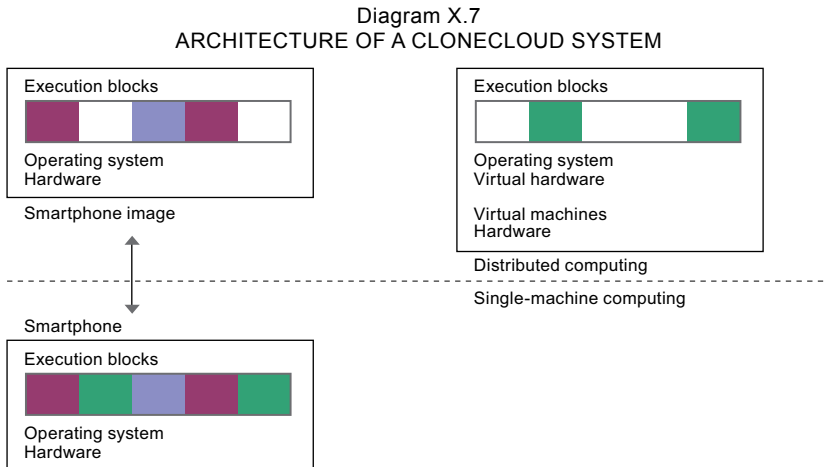 Diagram X.7
ARCHITECTURE OF A CLONECLOUD SYSTEM
Execution blocks
Operating system
Hardware
Smartphone image
Execution blocks
Operating system
Virtual hardware
Virtual machines
Hardware
Distributed computing
Single-machine computing
Smartphone
Execution blocks
Operating system
Hardware